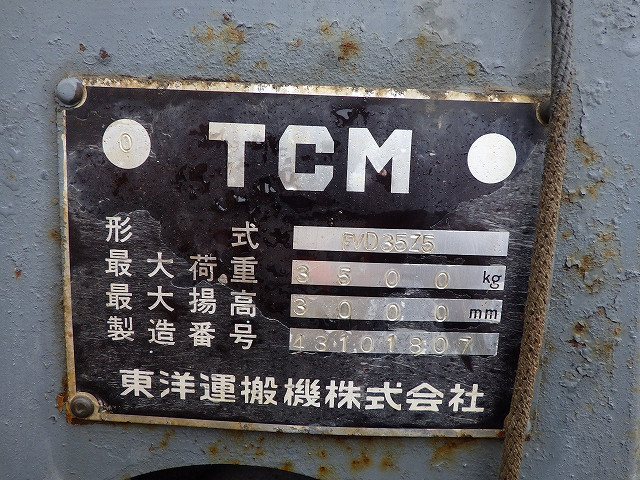 0 TCM
形式 FVD35Z5
最大荷重 3500 kg
最大揚高 3000 mm
製造番号 43101807
東洋運搬機株式会社